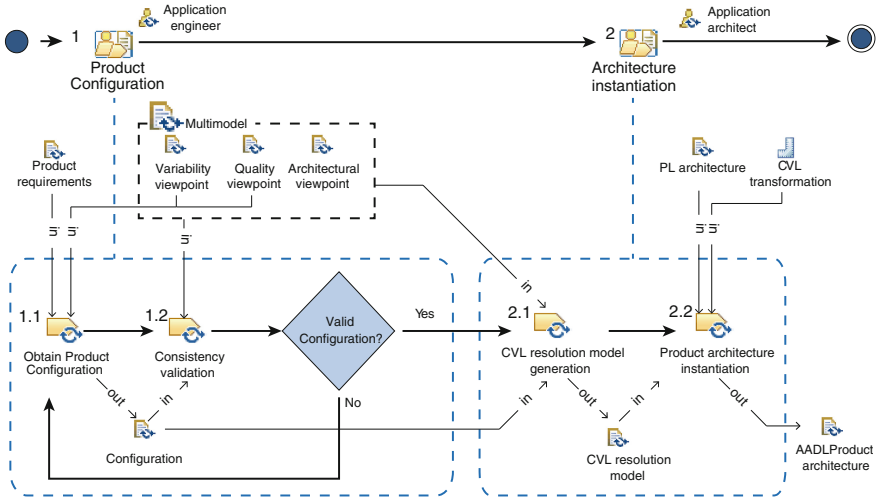 Application
engineer
1
Product
Configuration
Application
architect
2
Architecture
instantiation
Multimodel
Product
requirements
Variability
viewpoint
Quality
viewpoint
Architectural
viewpoint
PL architecture
CVL
transformation
in
in
in
in
in
in
1.1
Obtain Product
Configuration
1.2
Consistency
validation
Valid
Configuration?
Yes
No
2.1
CVL resolution model
generation
2.2
Product architecture
instantiation
out
in
in
out
in
out
Configuration
CVL resolution
model
AADLProduct
architecture